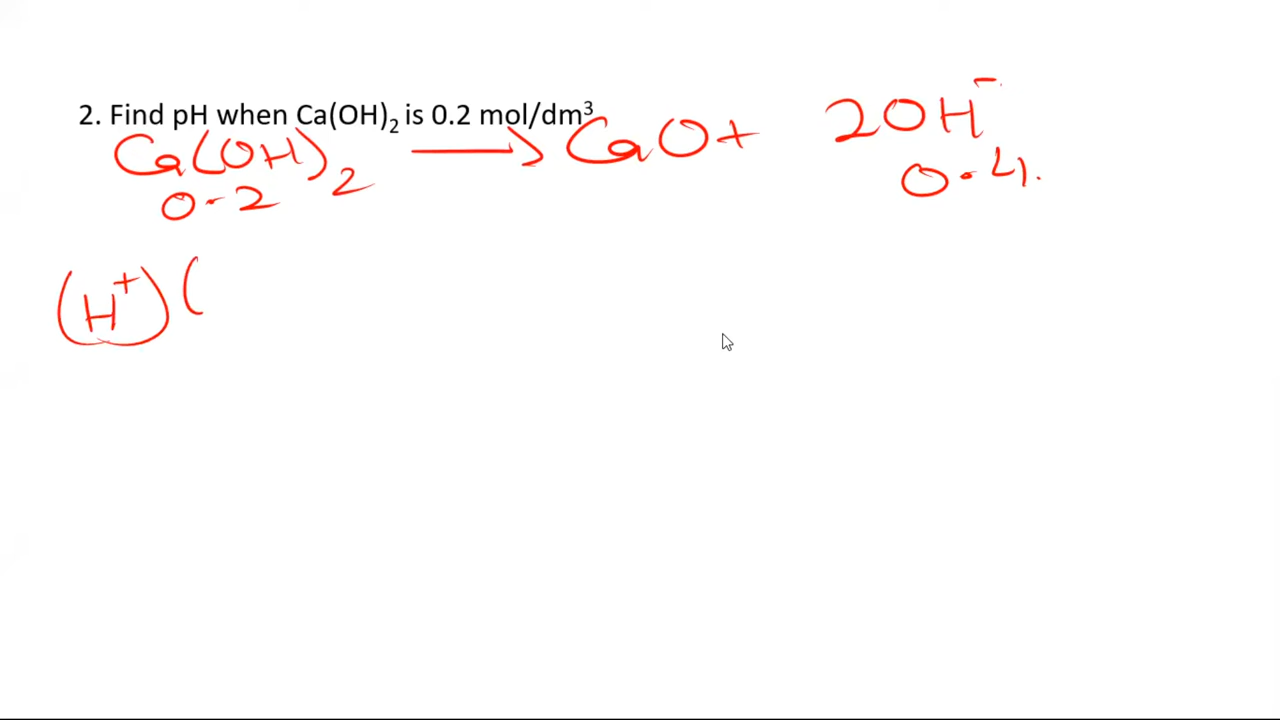 2. Find pH when Ca(OH)₂ is 0.2 mol/dm³
Ca(OH)₂ ⟶ CaO + 2OH⁻
0.2 0.4.
(H⁺) (